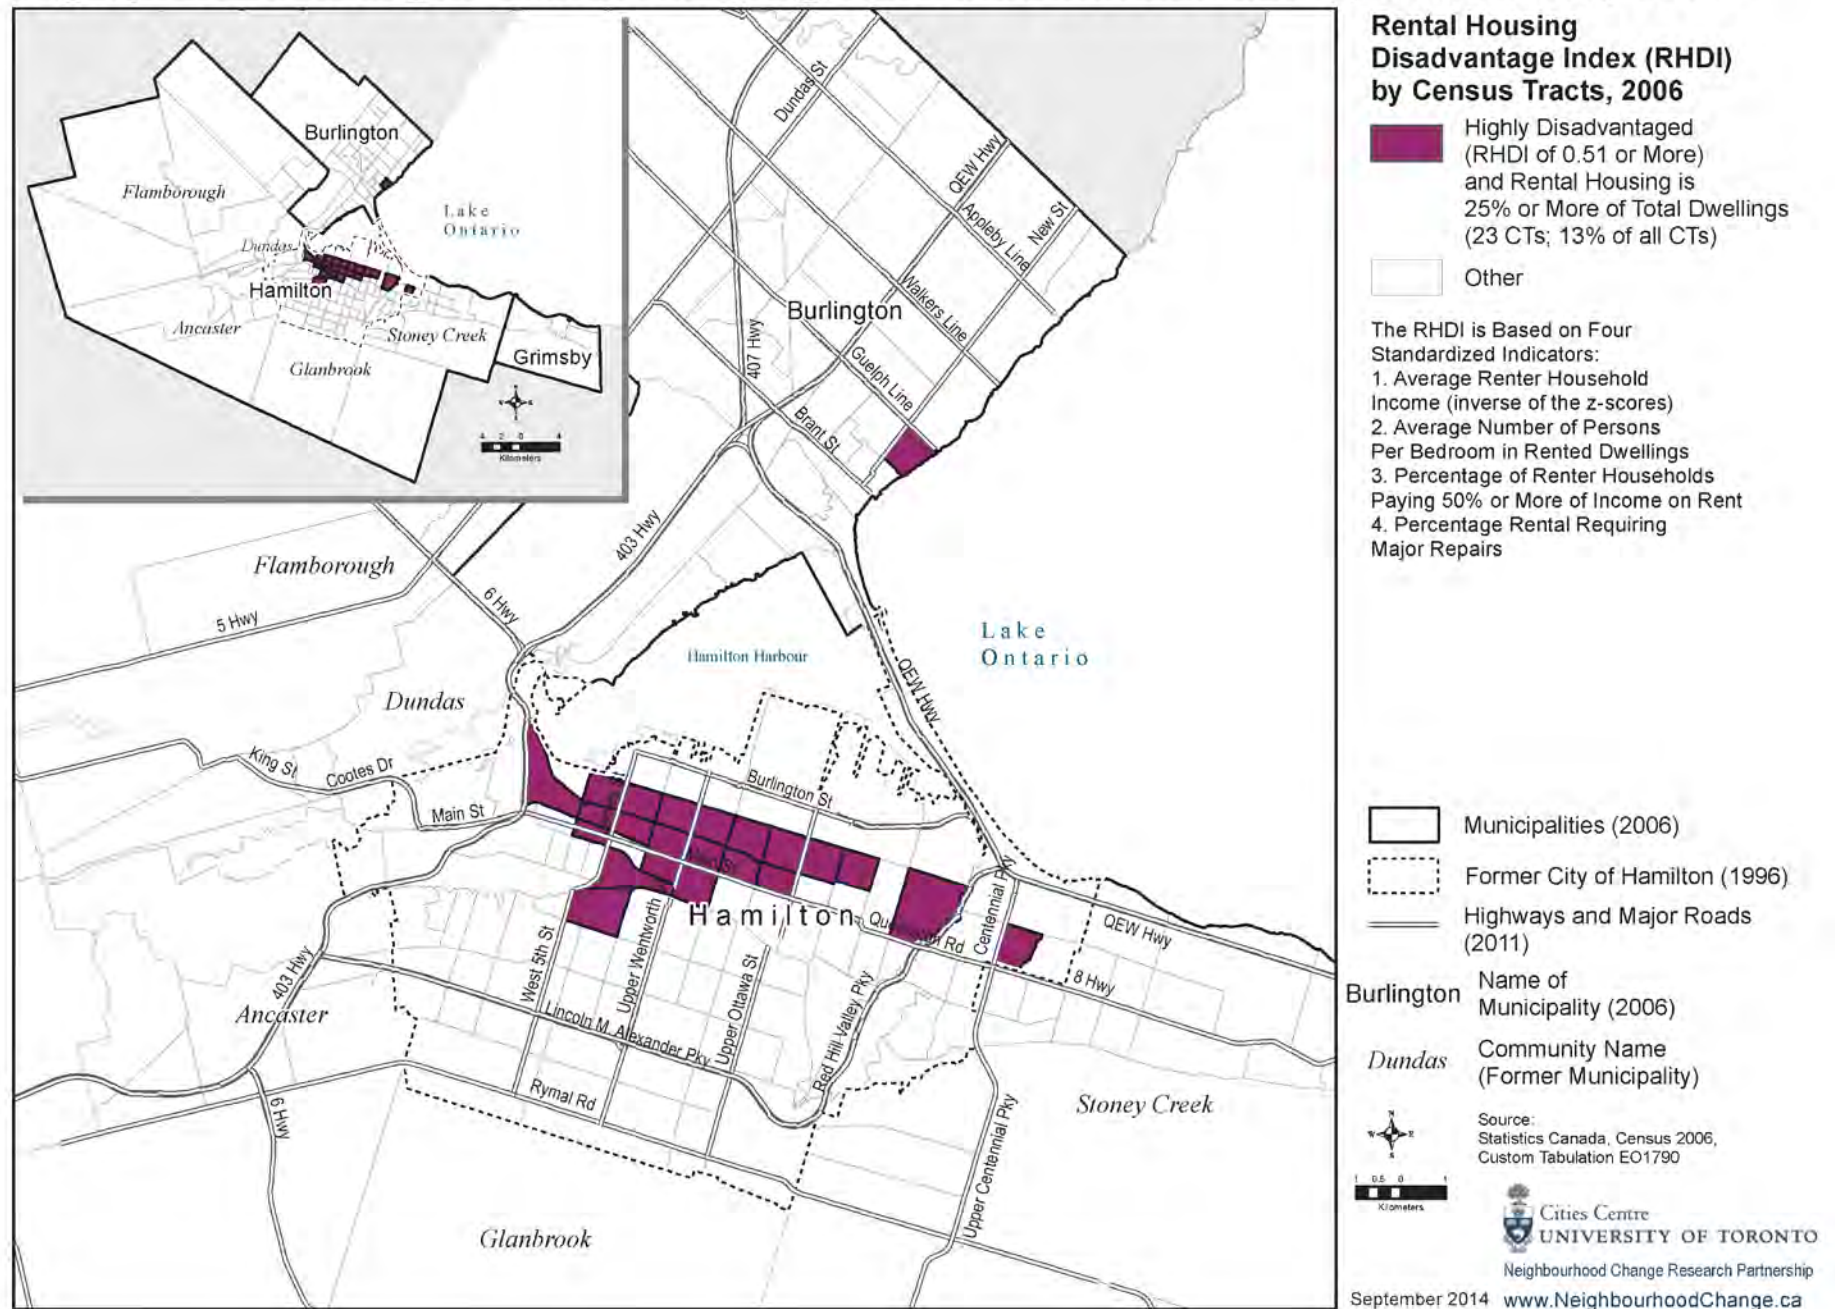 Rental Housing
Disadvantage Index (RHDI)
by Census Tracts, 2006
Highly Disadvantaged
(RHDI of 0.51 or More)
and Rental Housing is
25% or More of Total Dwellings
(23 CTs; 13% of all CTs)
Other
The RHDI is Based on Four
Standardized Indicators:
1. Average Renter Household
Income (inverse of the z-scores)
2. Average Number of Persons
Per Bedroom in Rented Dwellings
3. Percentage of Renter Households
Paying 50% or More of Income on Rent
4. Percentage Rental Requiring
Major Repairs
Municipalities (2006)
Former City of Hamilton (1996)
Highways and Major Roads
(2011)
Burlington
Name of
Municipality (2006)
Dundas
Community Name
(Former Municipality)
Source:
Statistics Canada, Census 2006,
Custom Tabulation EO1790
1 0.5 0 1
Kilometers
Cities Centre
UNIVERSITY OF TORONTO
Neighbourhood Change Research Partnership
September 2014 www.NeighbourhoodChange.ca
Burlington
Flamborough
Lake
Ontario
Dundas
Hamilton
Ancaster
Stoney Creek
Grimsby
Glanbrook
4 2 0 4
Kilometers
Dundas St
QEW Hwy
Appleby Line
New St
Walkers Line
Burlington
407 Hwy
Guelph Line
Brant St
403 Hwy
Flamborough
6 Hwy
5 Hwy
Hamilton Harbour
Lake
Ontario
QEW Hwy
Dundas
King St
Cootes Dr
Main St
Burlington St
Main St
Hamilton
Centennial Pky
QEW Hwy
8 Hwy
West 5th St
Upper Wentworth
Upper Ottawa St
Red Hill Valley Pky
403 Hwy
Ancaster
Lincoln M. Alexander Pky
Rymal Rd
6 Hwy
Upper Centennial Pky
Stoney Creek
Glanbrook